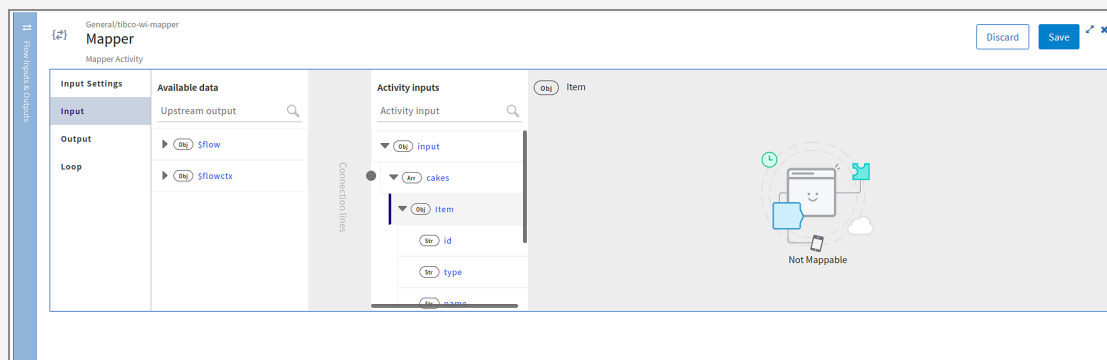 General/tibco-wi-mapper
Mapper
Mapper Activity
Discard
Save
Flow Inputs & Outputs
Input Settings
Input
Output
Loop
Available data
Upstream output
Obj $flow
Obj $flowctx
Connection lines
Activity inputs
Activity input
Obj input
Arr cakes
Obj Item
Str id
Str type
Str name
Obj Item
Not Mappable